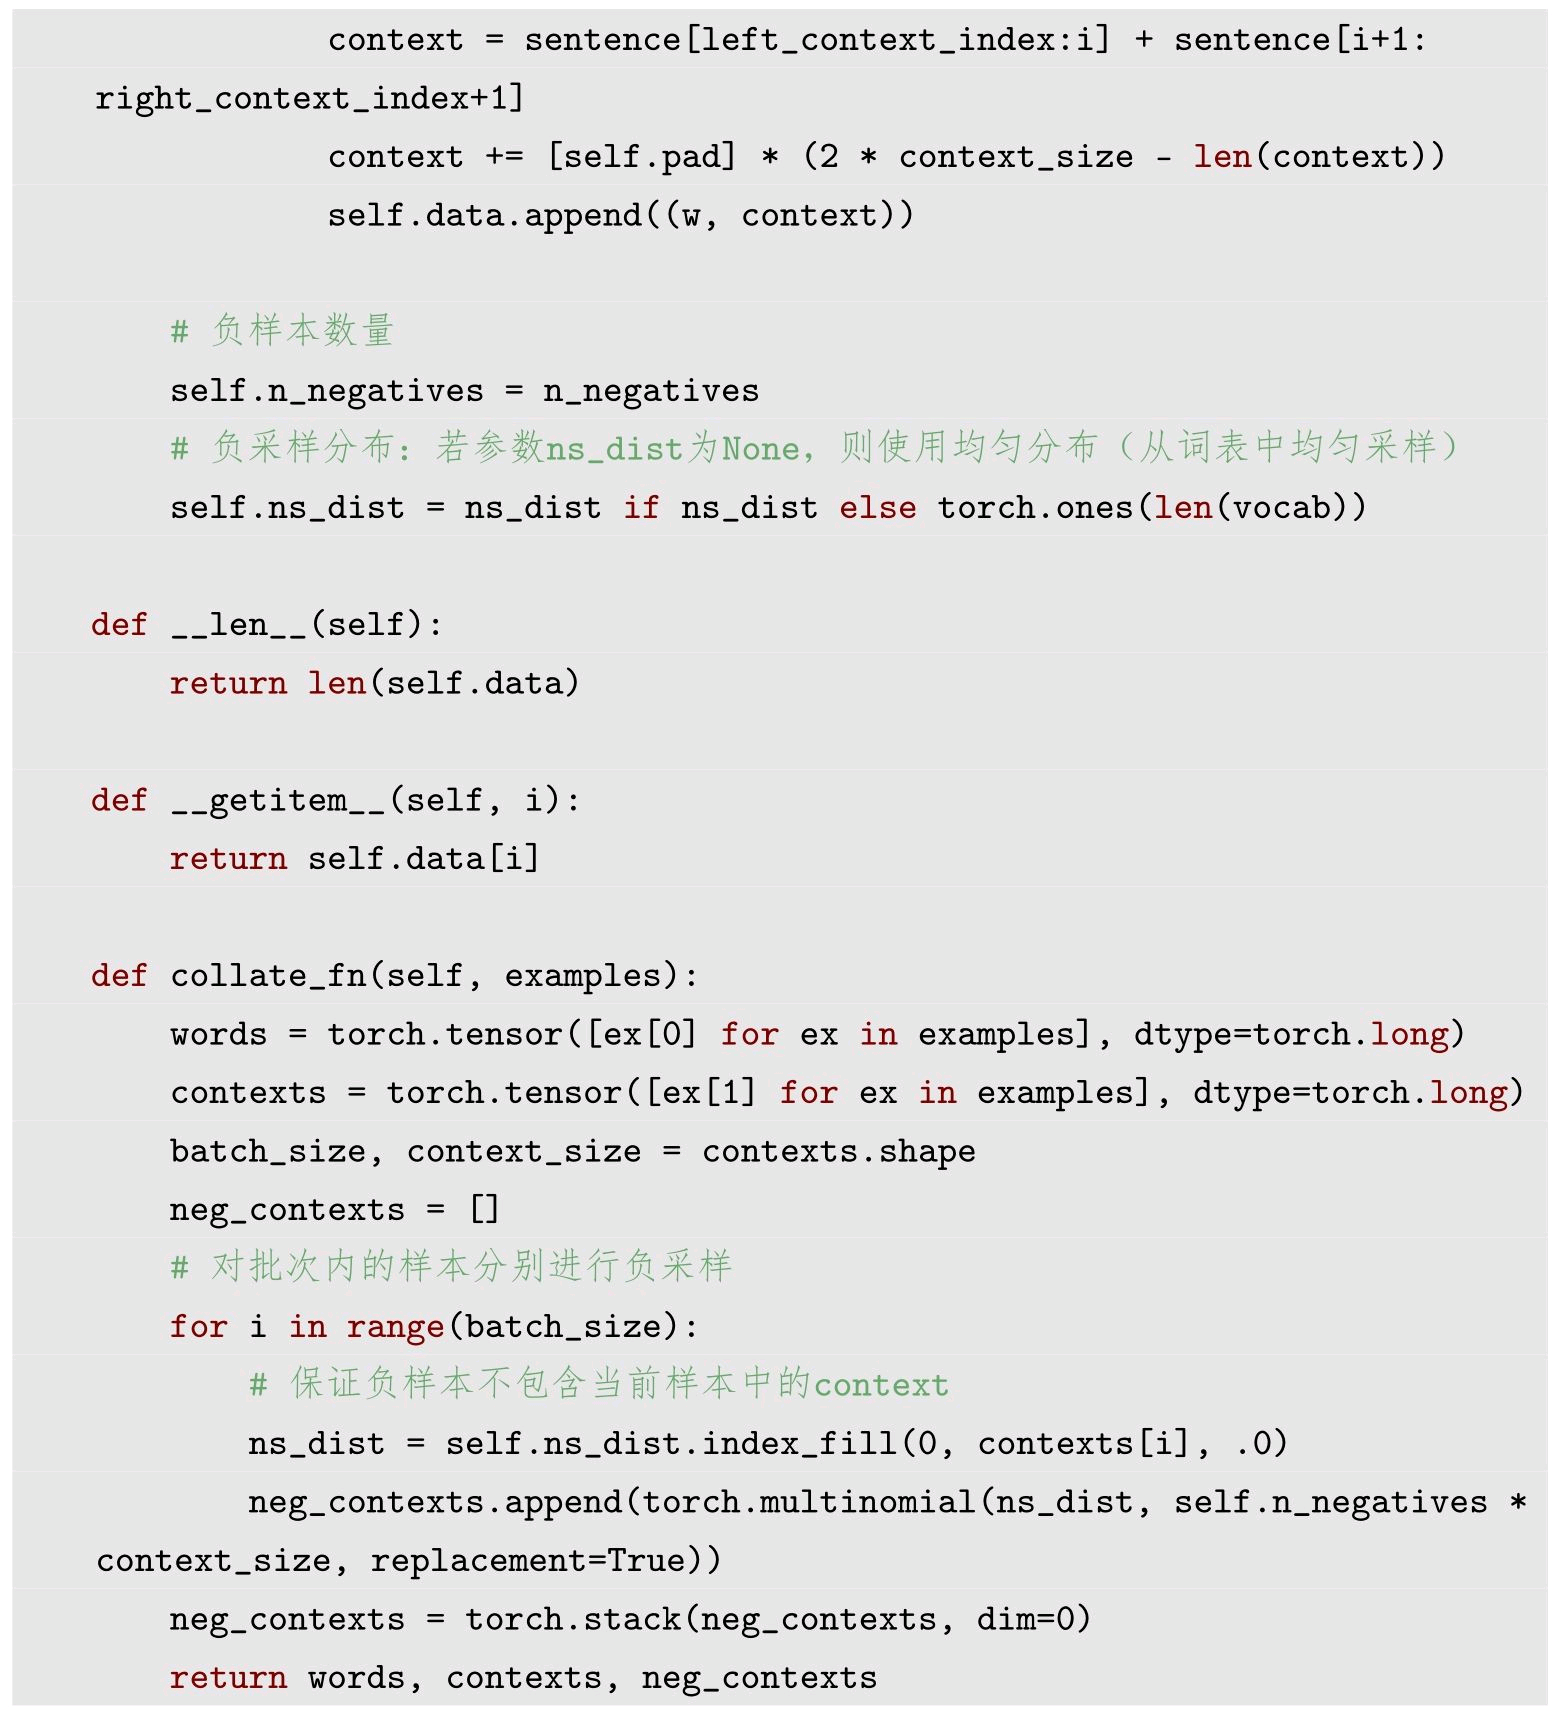 context = sentence[left_context_index:i] + sentence[i+1:
right_context_index+1]
            context += [self.pad] * (2 * context_size - len(context))
            self.data.append((w, context))

    # 负样本数量
    self.n_negatives = n_negatives
    # 负采样分布：若参数ns_dist为None，则使用均匀分布（从词表中均匀采样）
    self.ns_dist = ns_dist if ns_dist else torch.ones(len(vocab))

def __len__(self):
    return len(self.data)

def __getitem__(self, i):
    return self.data[i]

def collate_fn(self, examples):
    words = torch.tensor([ex[0] for ex in examples], dtype=torch.long)
    contexts = torch.tensor([ex[1] for ex in examples], dtype=torch.long)
    batch_size, context_size = contexts.shape
    neg_contexts = []
    # 对批次内的样本分别进行负采样
    for i in range(batch_size):
        # 保证负样本不包含当前样本中的context
        ns_dist = self.ns_dist.index_fill(0, contexts[i], .0)
        neg_contexts.append(torch.multinomial(ns_dist, self.n_negatives *
context_size, replacement=True))
    neg_contexts = torch.stack(neg_contexts, dim=0)
    return words, contexts, neg_contexts